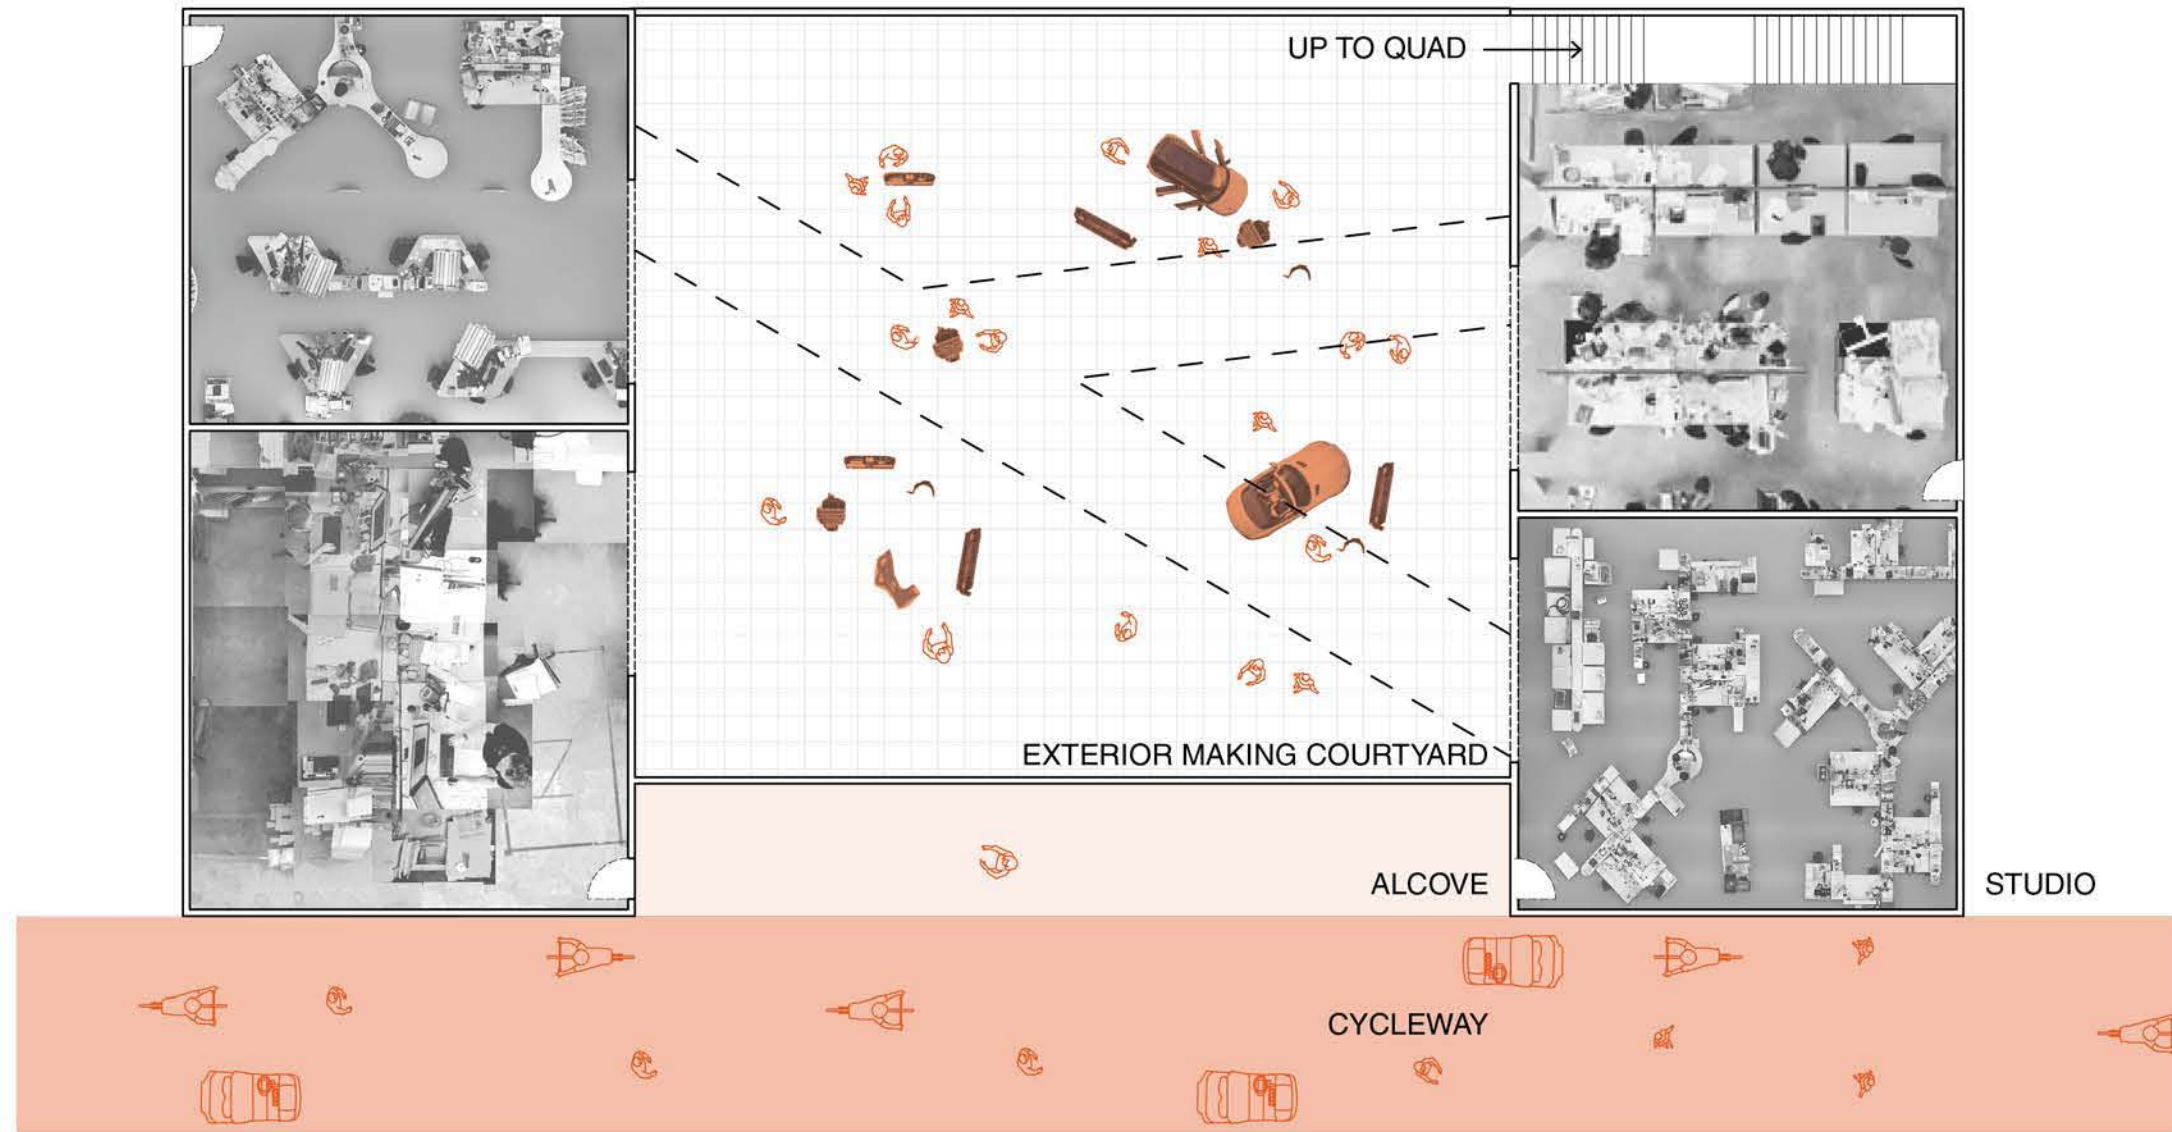 UP TO QUAD
EXTERIOR MAKING COURTYARD
ALCOVE
STUDIO
CYCLEWAY